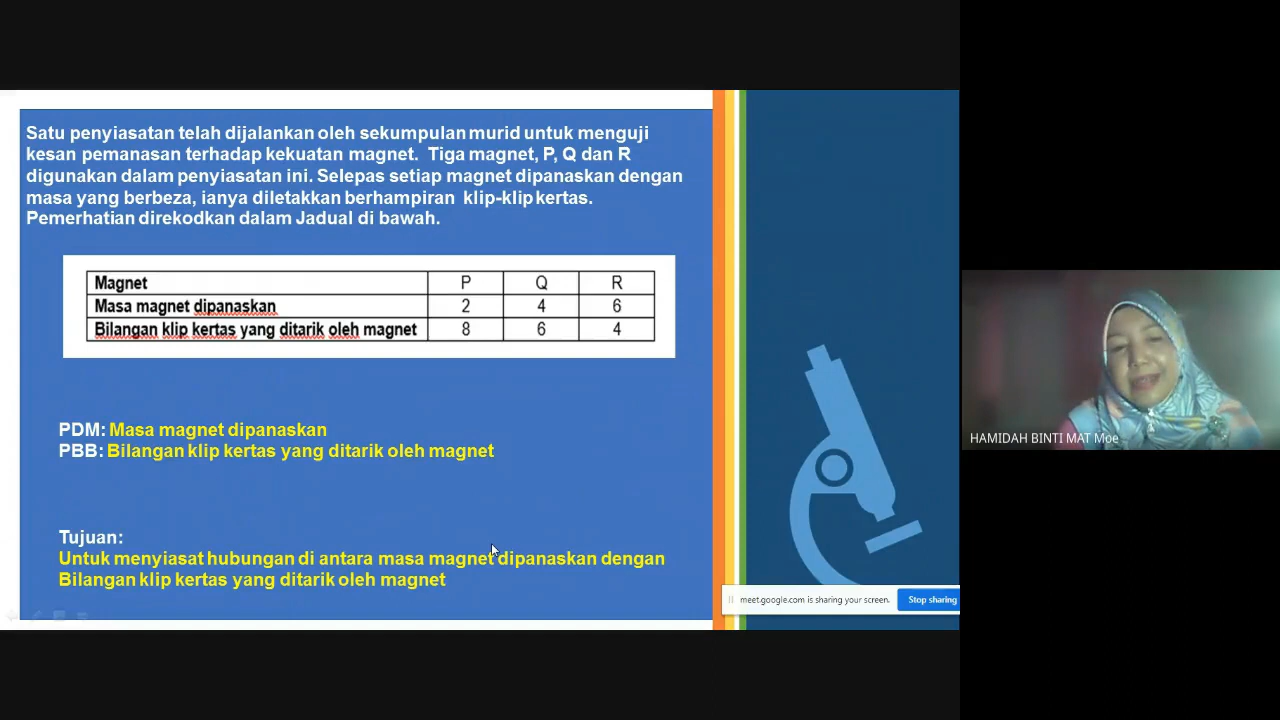 Satu penyiasatan telah dijalankan oleh sekumpulan murid untuk menguji
kesan pemanasan terhadap kekuatan magnet. Tiga magnet, P, Q dan R
digunakan dalam penyiasatan ini. Selepas setiap magnet dipanaskan dengan
masa yang berbeza, ianya diletakkan berhampiran klip-klip kertas.
Pemerhatian direkodkan dalam Jadual di bawah.
Magnet P Q R
Masa magnet dipanaskan 2 4 6
Bilangan klip kertas yang ditarik oleh magnet 8 6 4
PDM: Masa magnet dipanaskan
PBB: Bilangan klip kertas yang ditarik oleh magnet
Tujuan:
Untuk menyiasat hubungan di antara masa magnet dipanaskan dengan
Bilangan klip kertas yang ditarik oleh magnet
meet.google.com is sharing your screen. Stop sharing
HAMIDAH BINTI MAT Moe